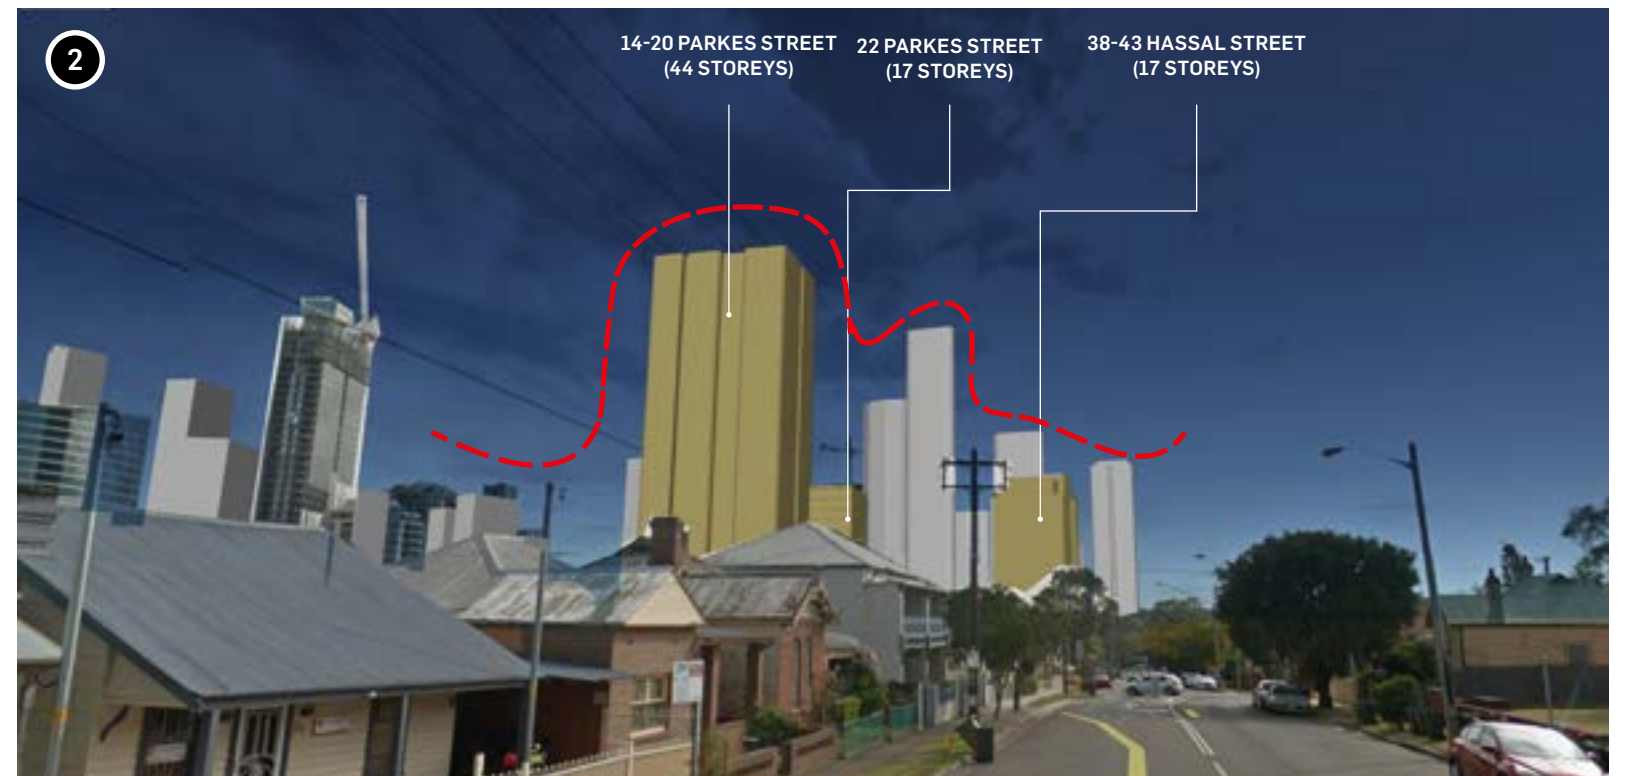 2
14-20 PARKES STREET
(44 STOREYS)
22 PARKES STREET
(17 STOREYS)
38-43 HASSAL STREET
(17 STOREYS)